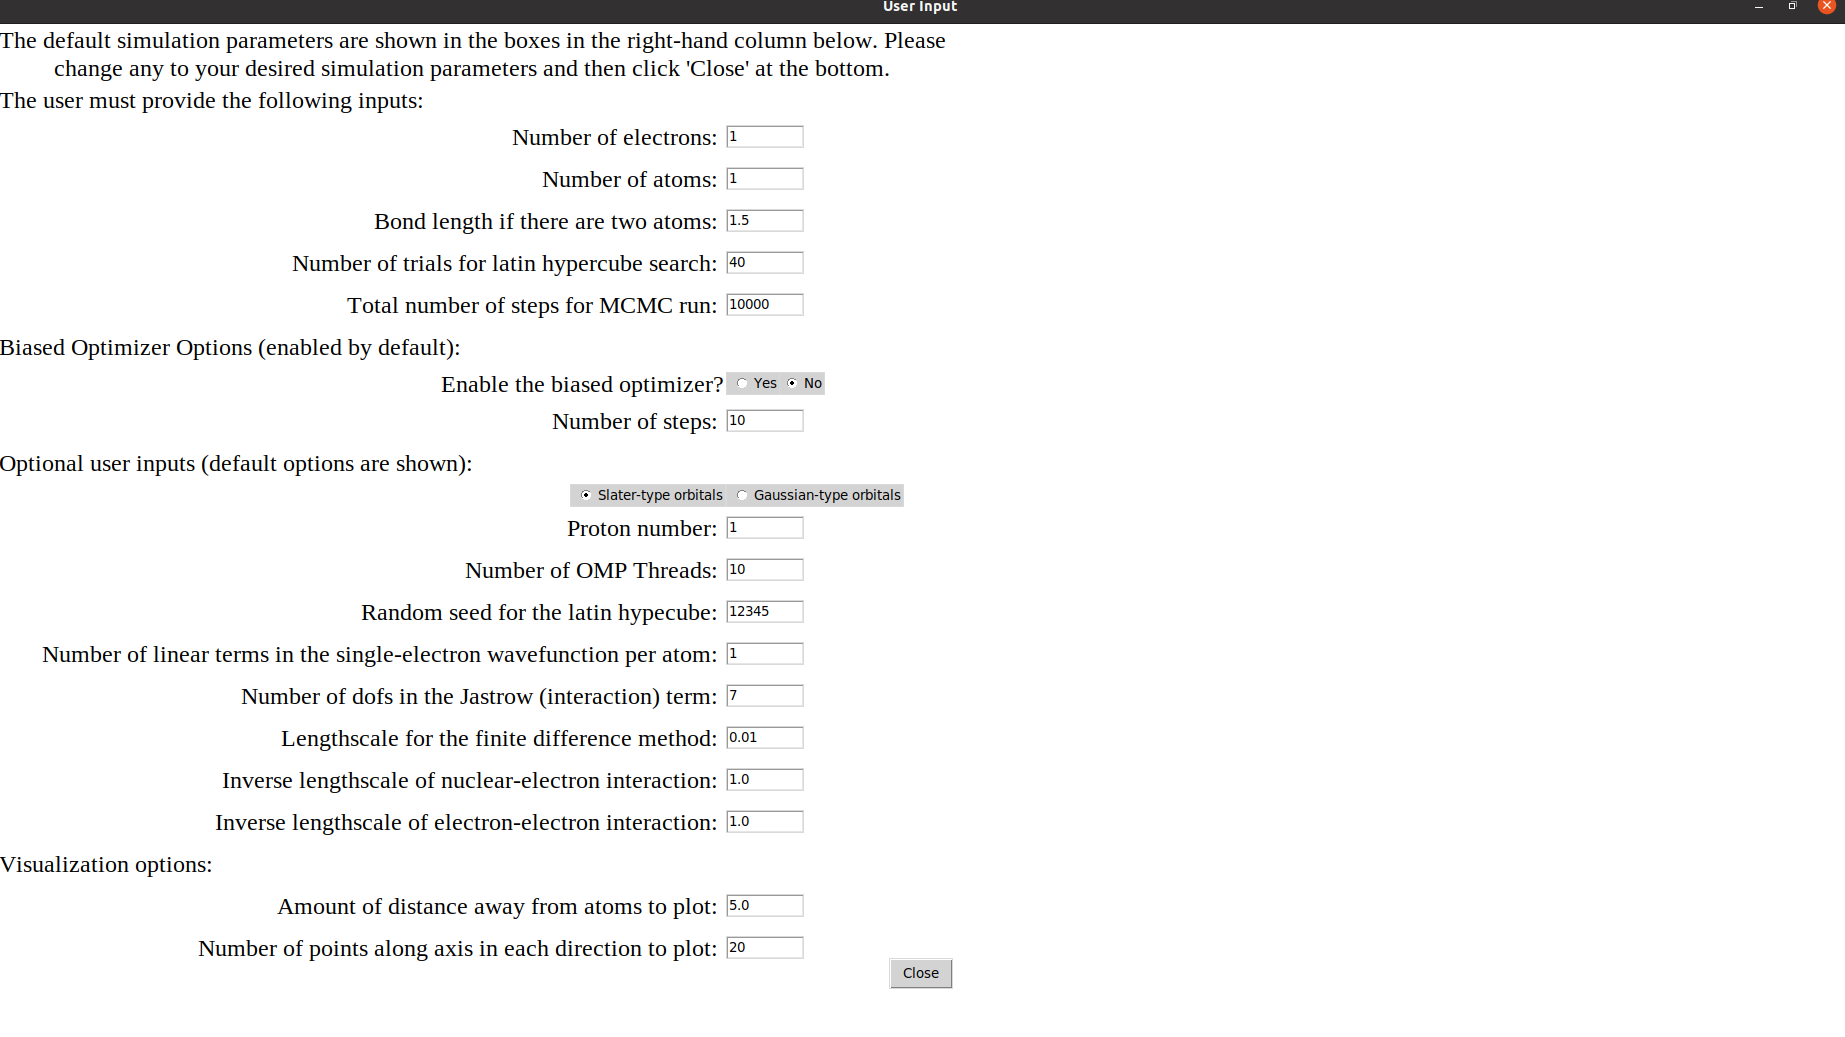 User Input
The default simulation parameters are shown in the boxes in the right-hand column below. Please
change any to your desired simulation parameters and then click 'Close' at the bottom.
The user must provide the following inputs:
Number of electrons: 1
Number of atoms: 1
Bond length if there are two atoms: 1.5
Number of trials for latin hypercube search: 40
Total number of steps for MCMC run: 10000
Biased Optimizer Options (enabled by default):
Enable the biased optimizer? Yes No
Number of steps: 10
Optional user inputs (default options are shown):
Slater-type orbitals Gaussian-type orbitals
Proton number: 1
Number of OMP Threads: 10
Random seed for the latin hypecube: 12345
Number of linear terms in the single-electron wavefunction per atom: 1
Number of dofs in the Jastrow (interaction) term: 7
Lengthscale for the finite difference method: 0.01
Inverse lengthscale of nuclear-electron interaction: 1.0
Inverse lengthscale of electron-electron interaction: 1.0
Visualization options:
Amount of distance away from atoms to plot: 5.0
Number of points along axis in each direction to plot: 20
Close